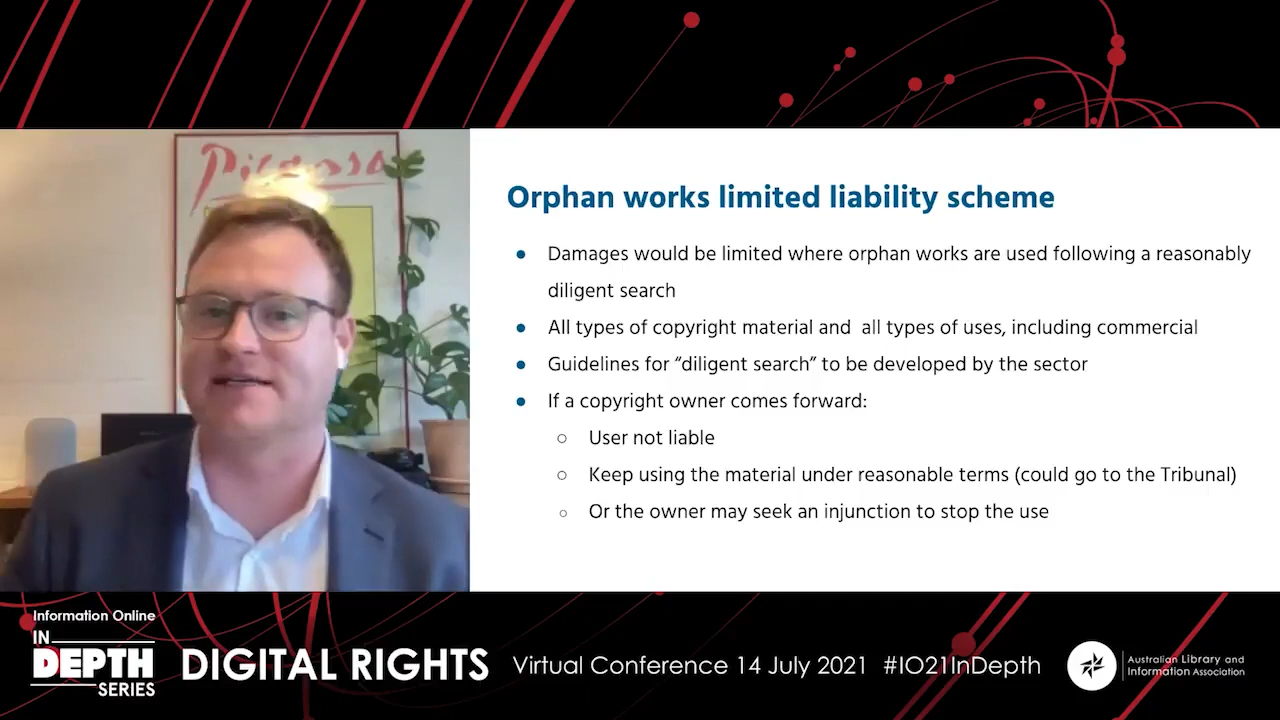 Picasso
Orphan works limited liability scheme
• Damages would be limited where orphan works are used following a reasonably
diligent search
• All types of copyright material and all types of uses, including commercial
• Guidelines for “diligent search” to be developed by the sector
• If a copyright owner comes forward:
○ User not liable
○ Keep using the material under reasonable terms (could go to the Tribunal)
○ Or the owner may seek an injunction to stop the use
Information Online
IN
DEPTH
SERIES
DIGITAL RIGHTS
Virtual Conference 14 July 2021 #IO21InDepth
Australian Library and
Information Association